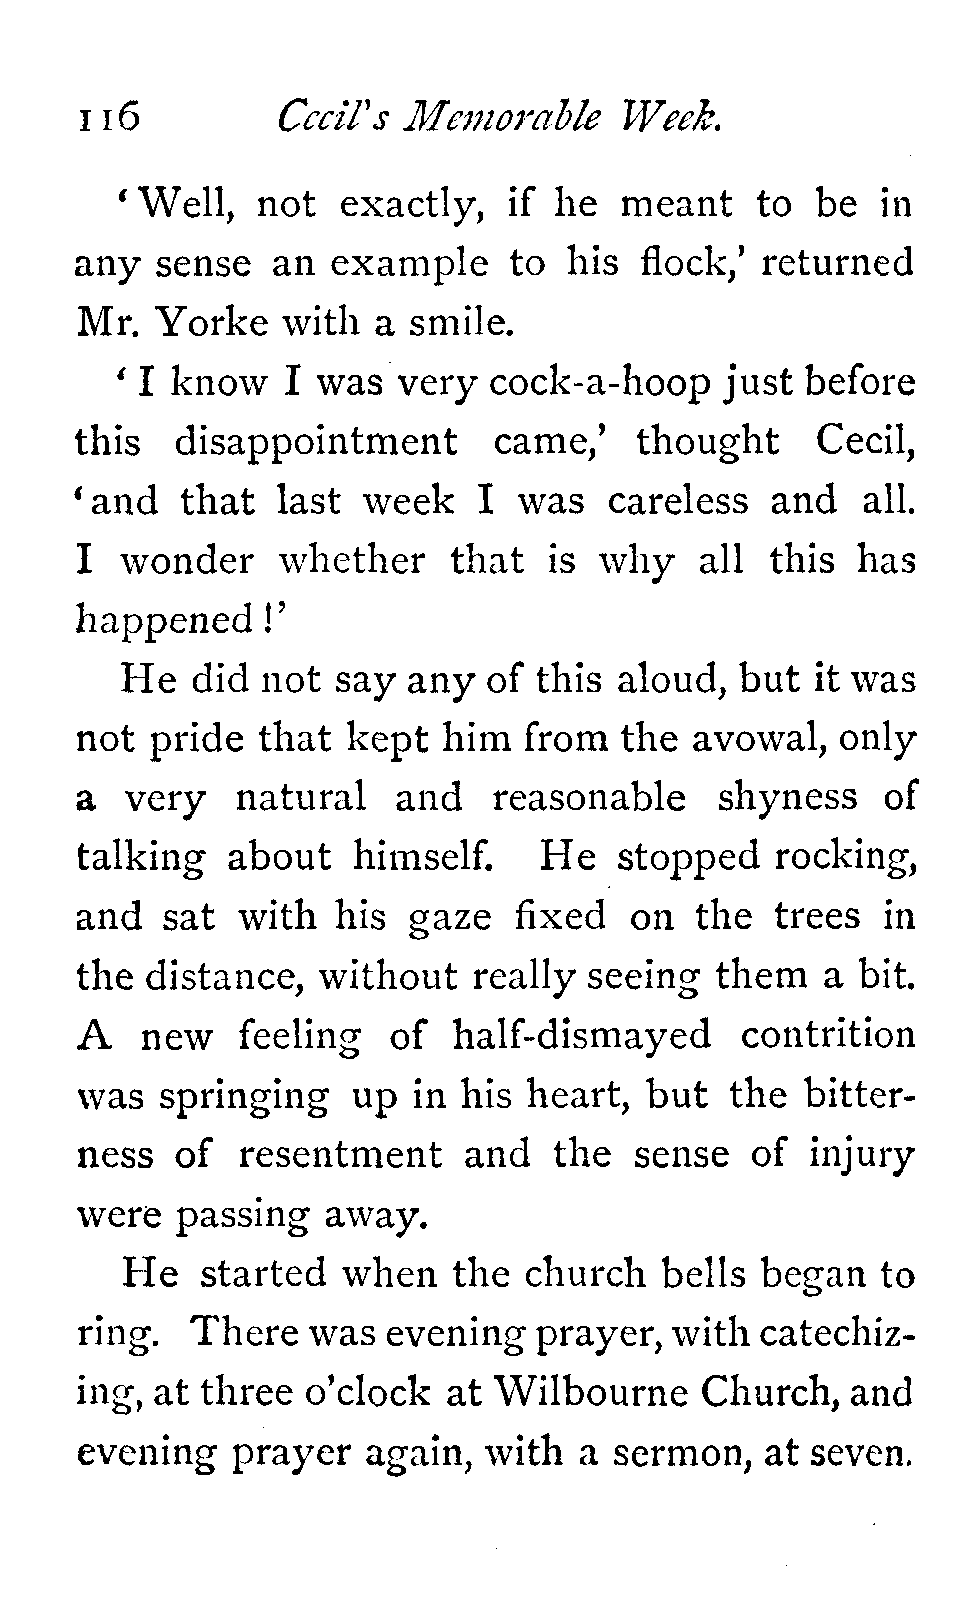 116 Cecil's Memorable Week.
‘Well, not exactly, if he meant to be in
any sense an example to his flock,’ returned
Mr. Yorke with a smile.
‘I know I was very cock-a-hoop just before
this disappointment came,’ thought Cecil,
‘and that last week I was careless and all.
I wonder whether that is why all this has
happened!’
He did not say any of this aloud, but it was
not pride that kept him from the avowal, only
a very natural and reasonable shyness of
talking about himself. He stopped rocking,
and sat with his gaze fixed on the trees in
the distance, without really seeing them a bit.
A new feeling of half-dismayed contrition
was springing up in his heart, but the bitter-
ness of resentment and the sense of injury
were passing away.
He started when the church bells began to
ring. There was evening prayer, with catechiz-
ing, at three o’clock at Wilbourne Church, and
evening prayer again, with a sermon, at seven.